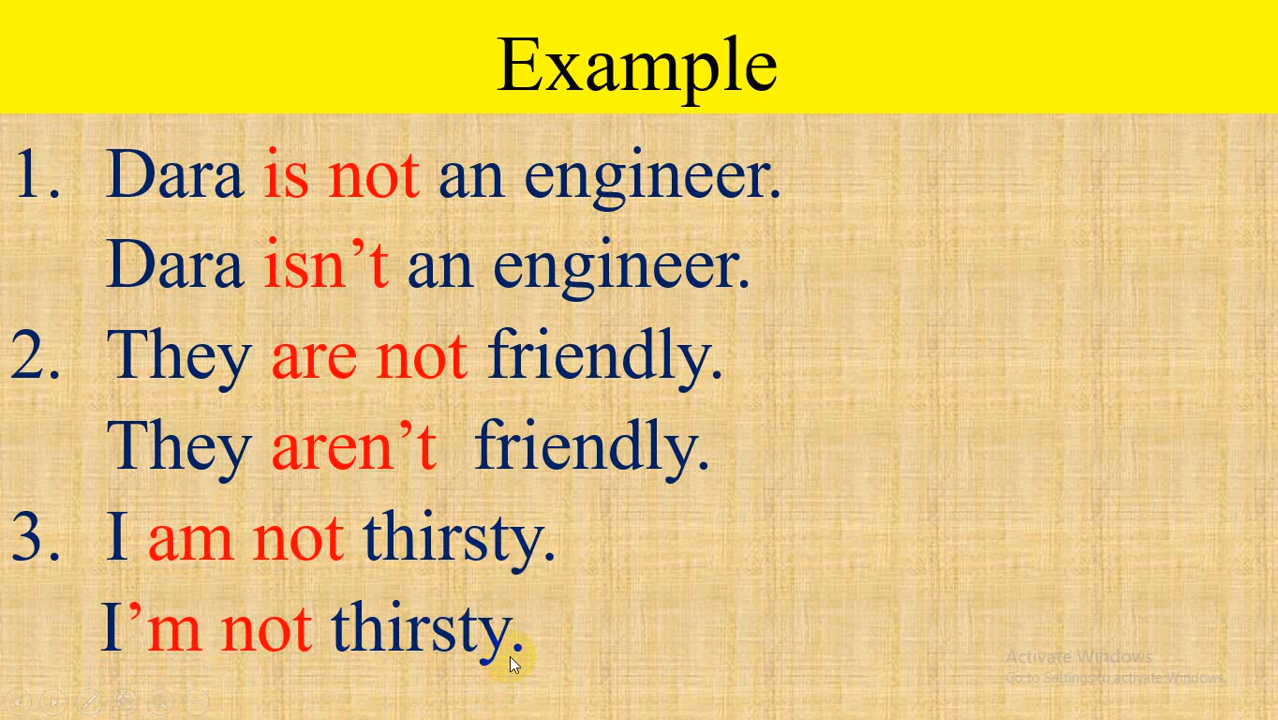 Example
1. Dara is not an engineer.
Dara isn’t an engineer.
2. They are not friendly.
They aren’t friendly.
3. I am not thirsty.
I’m not thirsty.
Activate Windows
Go to Settings to activate Windows.